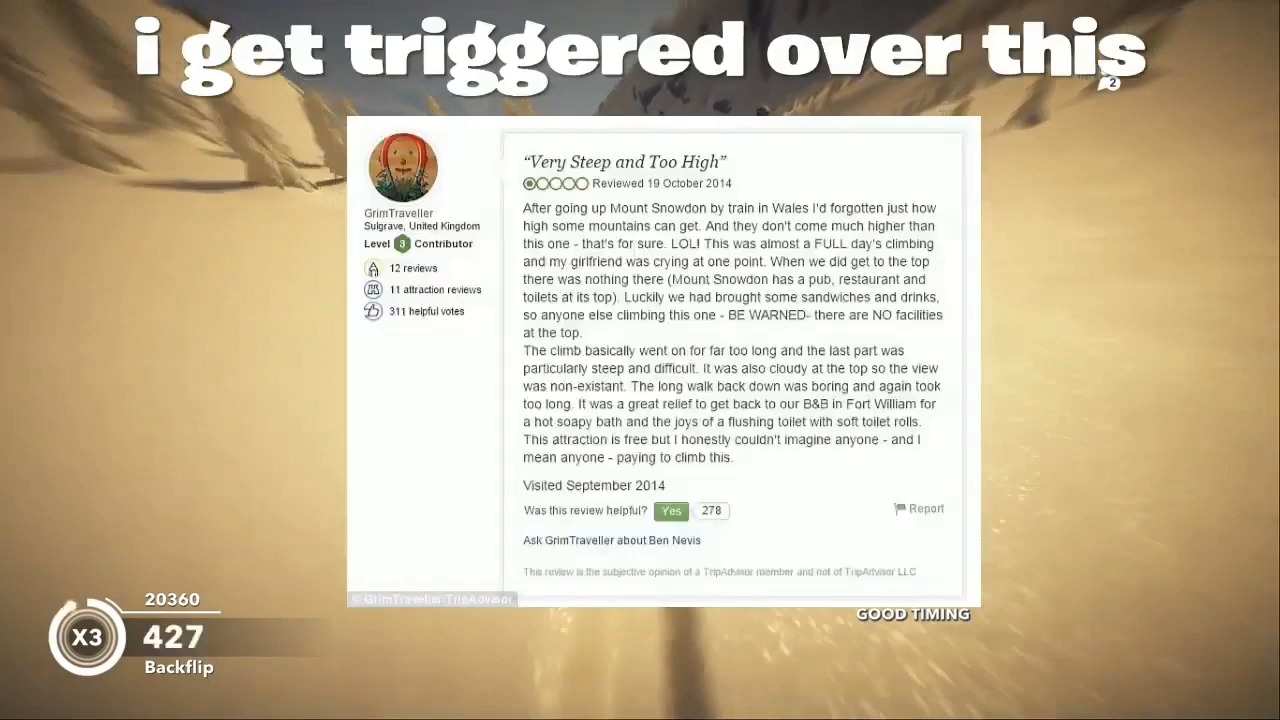 i get triggered over this
2
GrimTraveller
Sulgrave, United Kingdom
Level 3 Contributor
12 reviews
11 attraction reviews
311 helpful votes
“Very Steep and Too High”
Reviewed 19 October 2014
After going up Mount Snowdon by train in Wales I'd forgotten just how
high some mountains can get. And they don't come much higher than
this one - that's for sure. LOL! This was almost a FULL day's climbing
and my girlfriend was crying at one point. When we did get to the top
there was nothing there (Mount Snowdon has a pub, restaurant and
toilets at its top). Luckily we had brought some sandwiches and drinks,
so anyone else climbing this one - BE WARNED- there are NO facilities
at the top.
The climb basically went on for far too long and the last part was
particularly steep and difficult. It was also cloudy at the top so the view
was non-existant. The long walk back down was boring and again took
too long. It was a great relief to get back to our B&B in Fort William for
a hot soapy bath and the joys of a flushing toilet with soft toilet rolls.
This attraction is free but I honestly couldn't imagine anyone - and I
mean anyone - paying to climb this.
Visited September 2014
Was this review helpful? Yes 278
Report
Ask GrimTraveller about Ben Nevis
This review is the subjective opinion of a TripAdvisor member and not of TripAdvisor LLC
© GrimTraveller-TripAdvisor
GOOD TIMING
20360
X3 427
Backflip